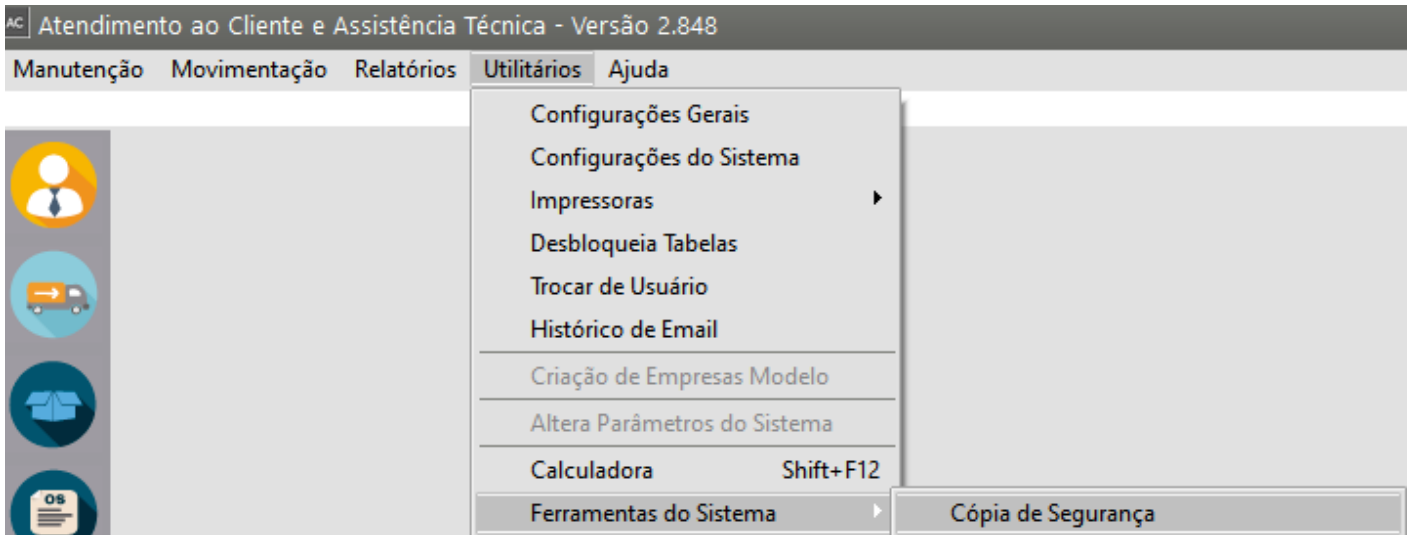 AC Atendimento ao Cliente e Assistência Técnica - Versão 2.848
Manutenção Movimentação Relatórios Utilitários Ajuda
Configurações Gerais
Configurações do Sistema
Impressoras
Desbloqueia Tabelas
Trocar de Usuário
Histórico de Email
Criação de Empresas Modelo
Altera Parâmetros do Sistema
Calculadora Shift+F12
OS
Ferramentas do Sistema Cópia de Segurança